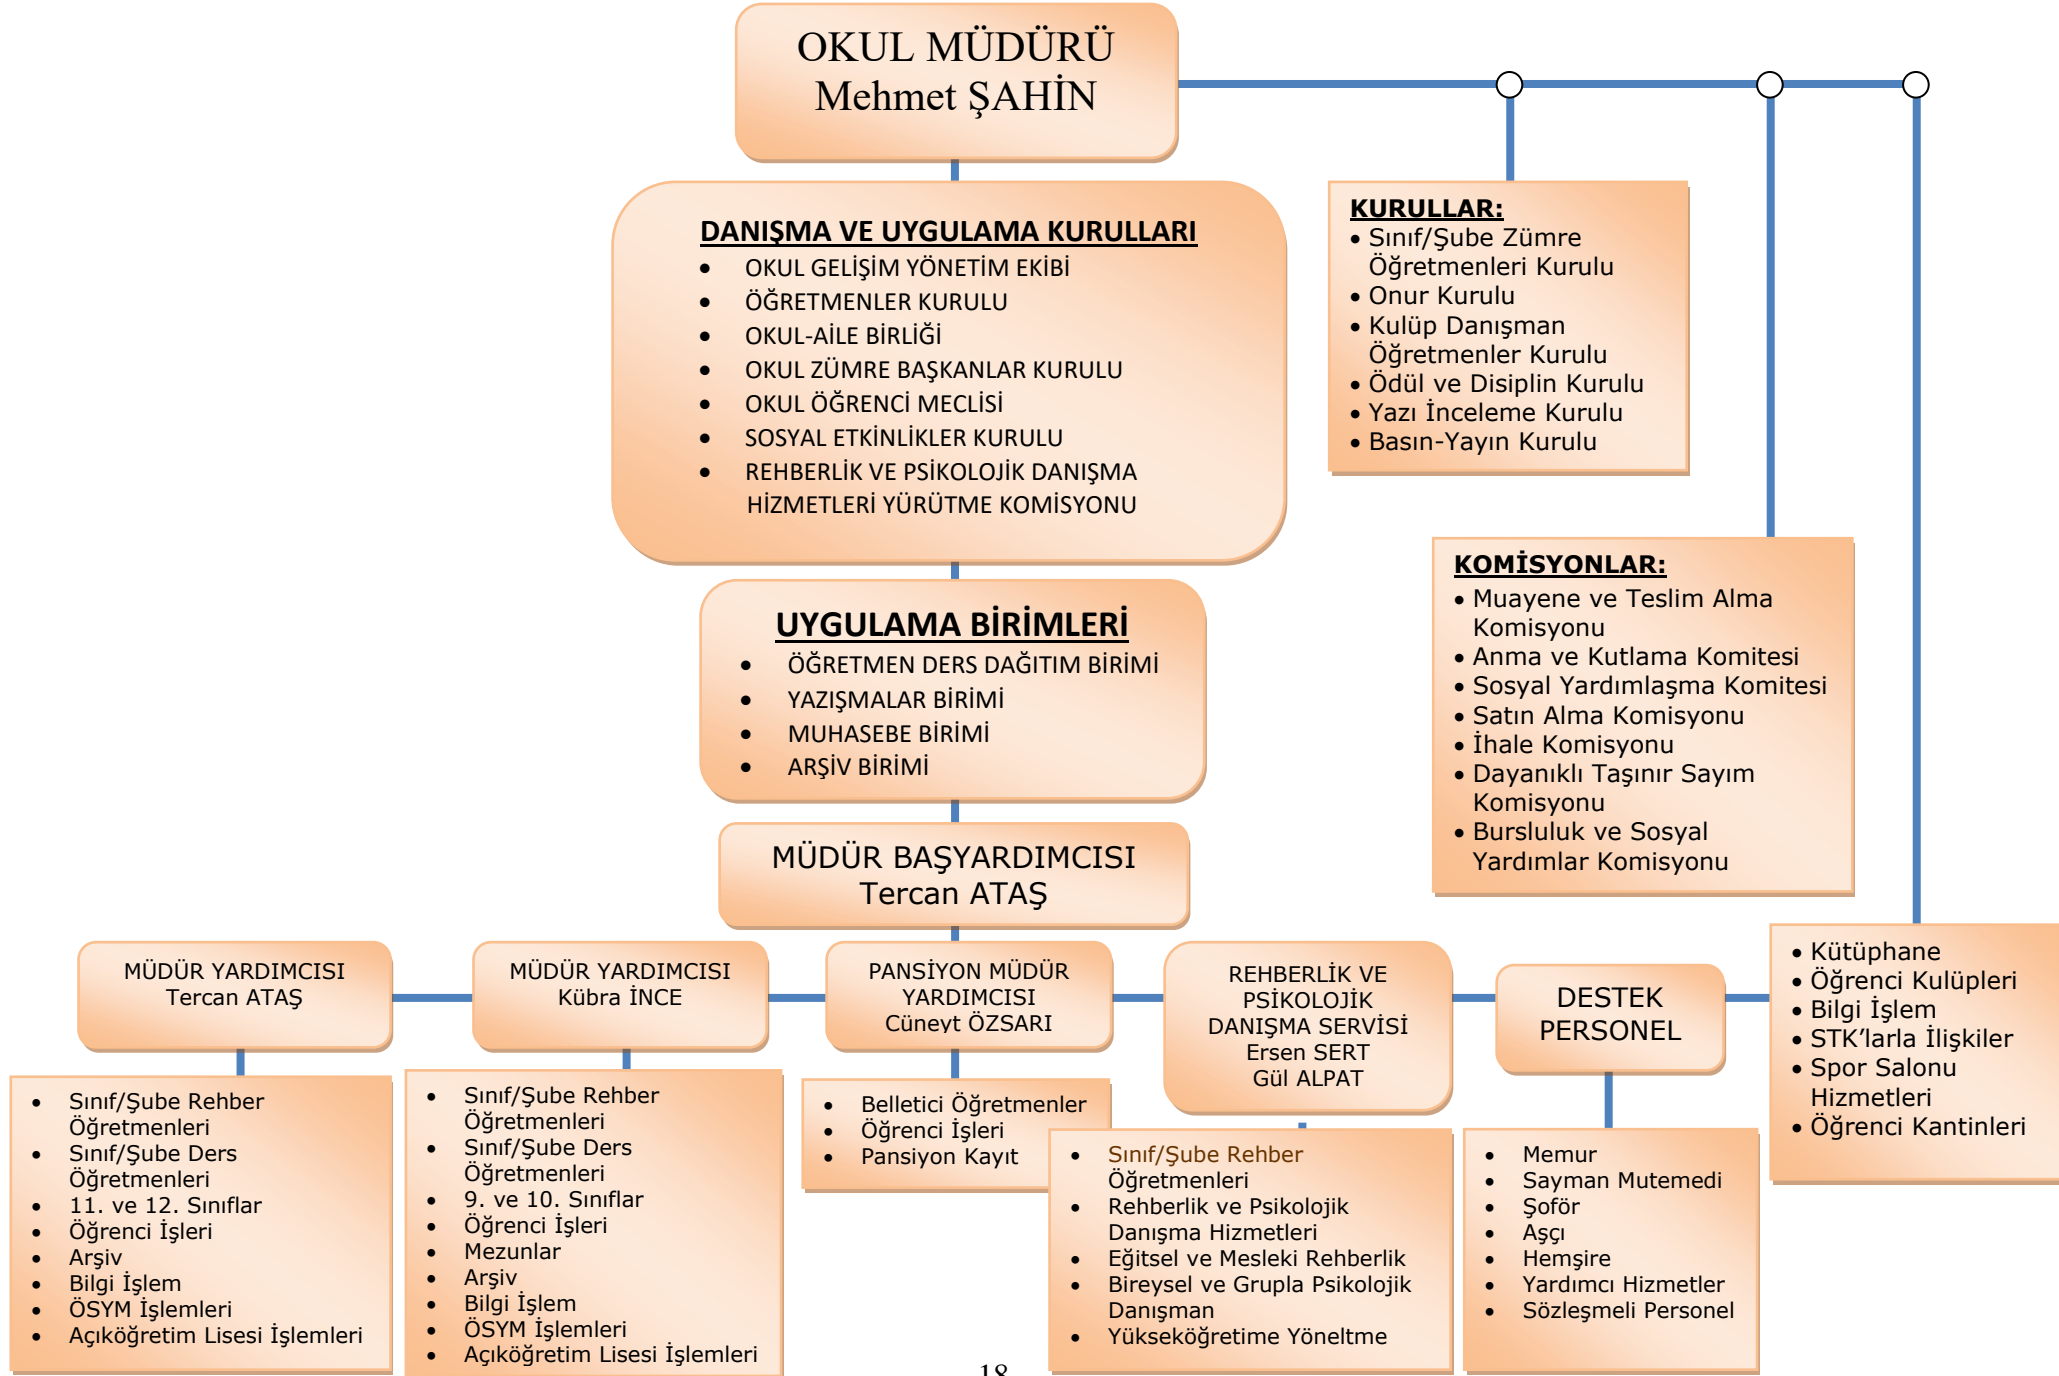 OKUL MÜDÜRÜ
Mehmet ŞAHİN
DANIŞMA VE UYGULAMA KURULLARI
• OKUL GELİŞİM YÖNETİM EKİBİ
• ÖĞRETMENLER KURULU
• OKUL-AİLE BİRLİĞİ
• OKUL ZÜMRE BAŞKANLAR KURULU
• OKUL ÖĞRENCİ MECLİSİ
• SOSYAL ETKİNLİKLER KURULU
• REHBERLİK VE PSİKOLOJİK DANIŞMA
HİZMETLERİ YÜRÜTME KOMİSYONU
KURULLAR:
• Sınıf/Şube Zümre
Öğretmenleri Kurulu
• Onur Kurulu
• Kulüp Danışman
Öğretmenler Kurulu
• Ödül ve Disiplin Kurulu
• Yazı İnceleme Kurulu
• Basın-Yayın Kurulu
UYGULAMA BİRİMLERİ
• ÖĞRETMEN DERS DAĞITIM BİRİMİ
• YAZIŞMALAR BİRİMİ
• MUHASEBE BİRİMİ
• ARŞİV BİRİMİ
KOMİSYONLAR:
• Muayene ve Teslim Alma
Komisyonu
• Anma ve Kutlama Komitesi
• Sosyal Yardımlaşma Komitesi
• Satın Alma Komisyonu
• İhale Komisyonu
• Dayanıklı Taşınır Sayım
Komisyonu
• Bursluluk ve Sosyal
Yardımlar Komisyonu
MÜDÜR BAŞYARDIMCISI
Tercan ATAŞ
MÜDÜR YARDIMCISI
Tercan ATAŞ
MÜDÜR YARDIMCISI
Kübra İNCE
PANSİYON MÜDÜR
YARDIMCISI
Cüneyt ÖZSARI
REHBERLİK VE
PSİKOLOJİK
DANIŞMA SERVİSİ
Ersen SERT
Gül ALPAT
DESTEK
PERSONEL
• Kütüphane
• Öğrenci Kulüpleri
• Bilgi İşlem
• STK’larla İlişkiler
• Spor Salonu
Hizmetleri
• Öğrenci Kantinleri
• Sınıf/Şube Rehber
Öğretmenleri
• Sınıf/Şube Ders
Öğretmenleri
• 11. ve 12. Sınıflar
• Öğrenci İşleri
• Arşiv
• Bilgi İşlem
• ÖSYM İşlemleri
• Açıköğretim Lisesi İşlemleri
• Sınıf/Şube Rehber
Öğretmenleri
• Sınıf/Şube Ders
Öğretmenleri
• 9. ve 10. Sınıflar
• Öğrenci İşleri
• Mezunlar
• Arşiv
• Bilgi İşlem
• ÖSYM İşlemleri
• Açıköğretim Lisesi İşlemleri
• Belletici Öğretmenler
• Öğrenci İşleri
• Pansiyon Kayıt
• Sınıf/Şube Rehber
Öğretmenleri
• Rehberlik ve Psikolojik
Danışma Hizmetleri
• Eğitsel ve Mesleki Rehberlik
• Bireysel ve Grupla Psikolojik
Danışman
• Yükseköğretime Yöneltme
• Memur
• Sayman Mutemedi
• Şoför
• Aşçı
• Hemşire
• Yardımcı Hizmetler
• Sözleşmeli Personel
18